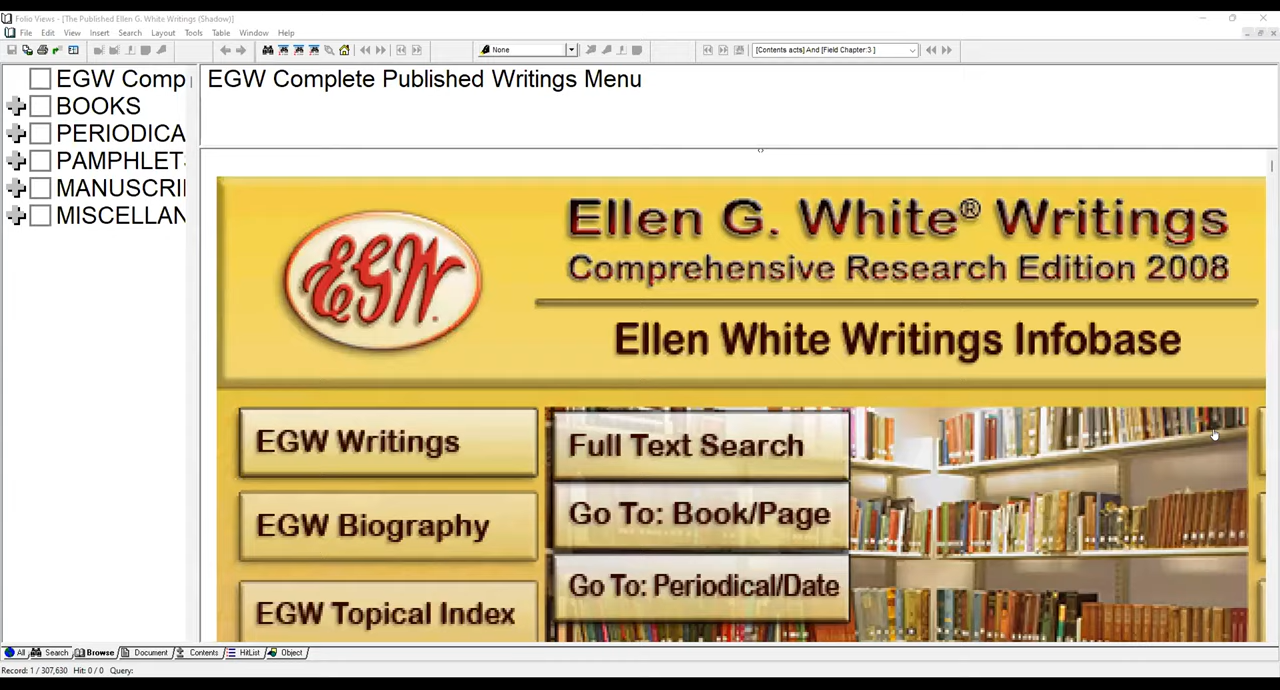 Folio Views - [The Published Ellen G. White Writings (Shadow)]
File Edit View Insert Search Layout Tools Window Help
None
[Contents acts] And [Field Chapter:3 ]
EGW Comp
BOOKS
PERIODICA
PAMPHLET
MANUSCRI
MISCELLAN
EGW Complete Published Writings Menu
EGW.
Ellen G. White® Writings
Comprehensive Research Edition 2008
Ellen White Writings Infobase
EGW Writings
EGW Biography
EGW Topical Index
Full Text Search
Go To: Book/Page
Go To: Periodical/Date
All Search Browse Document Contents HitList Object
Record: 1 / 307,630 Hit: 0 / 0 Query: